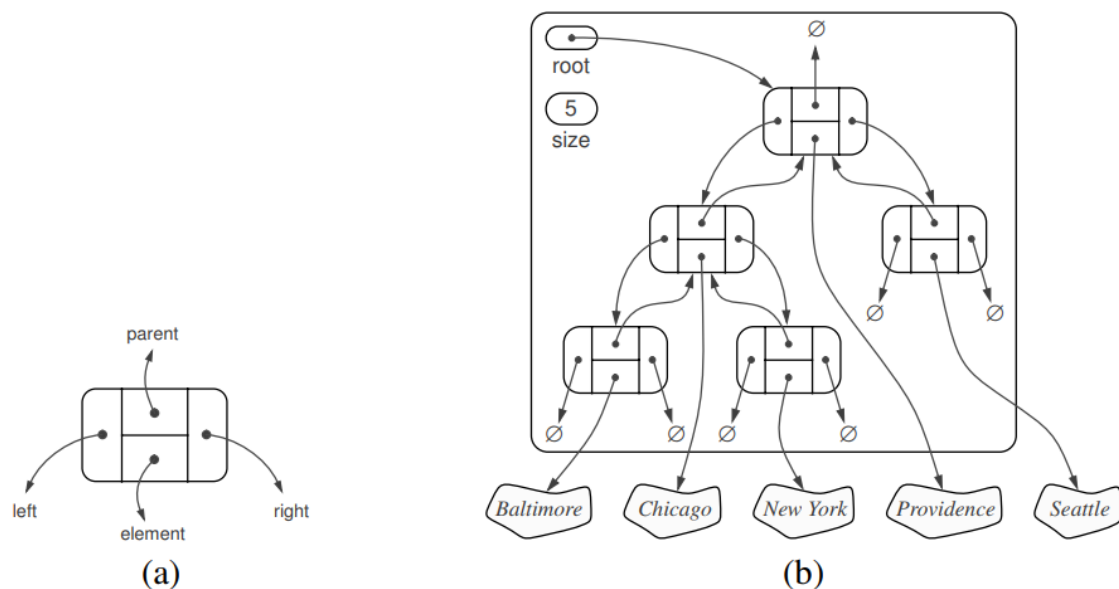 parent
left
right
element
(a)
∅
root
5
size
∅
∅
∅
∅
∅
∅
Baltimore
Chicago
New York
Providence
Seattle
(b)